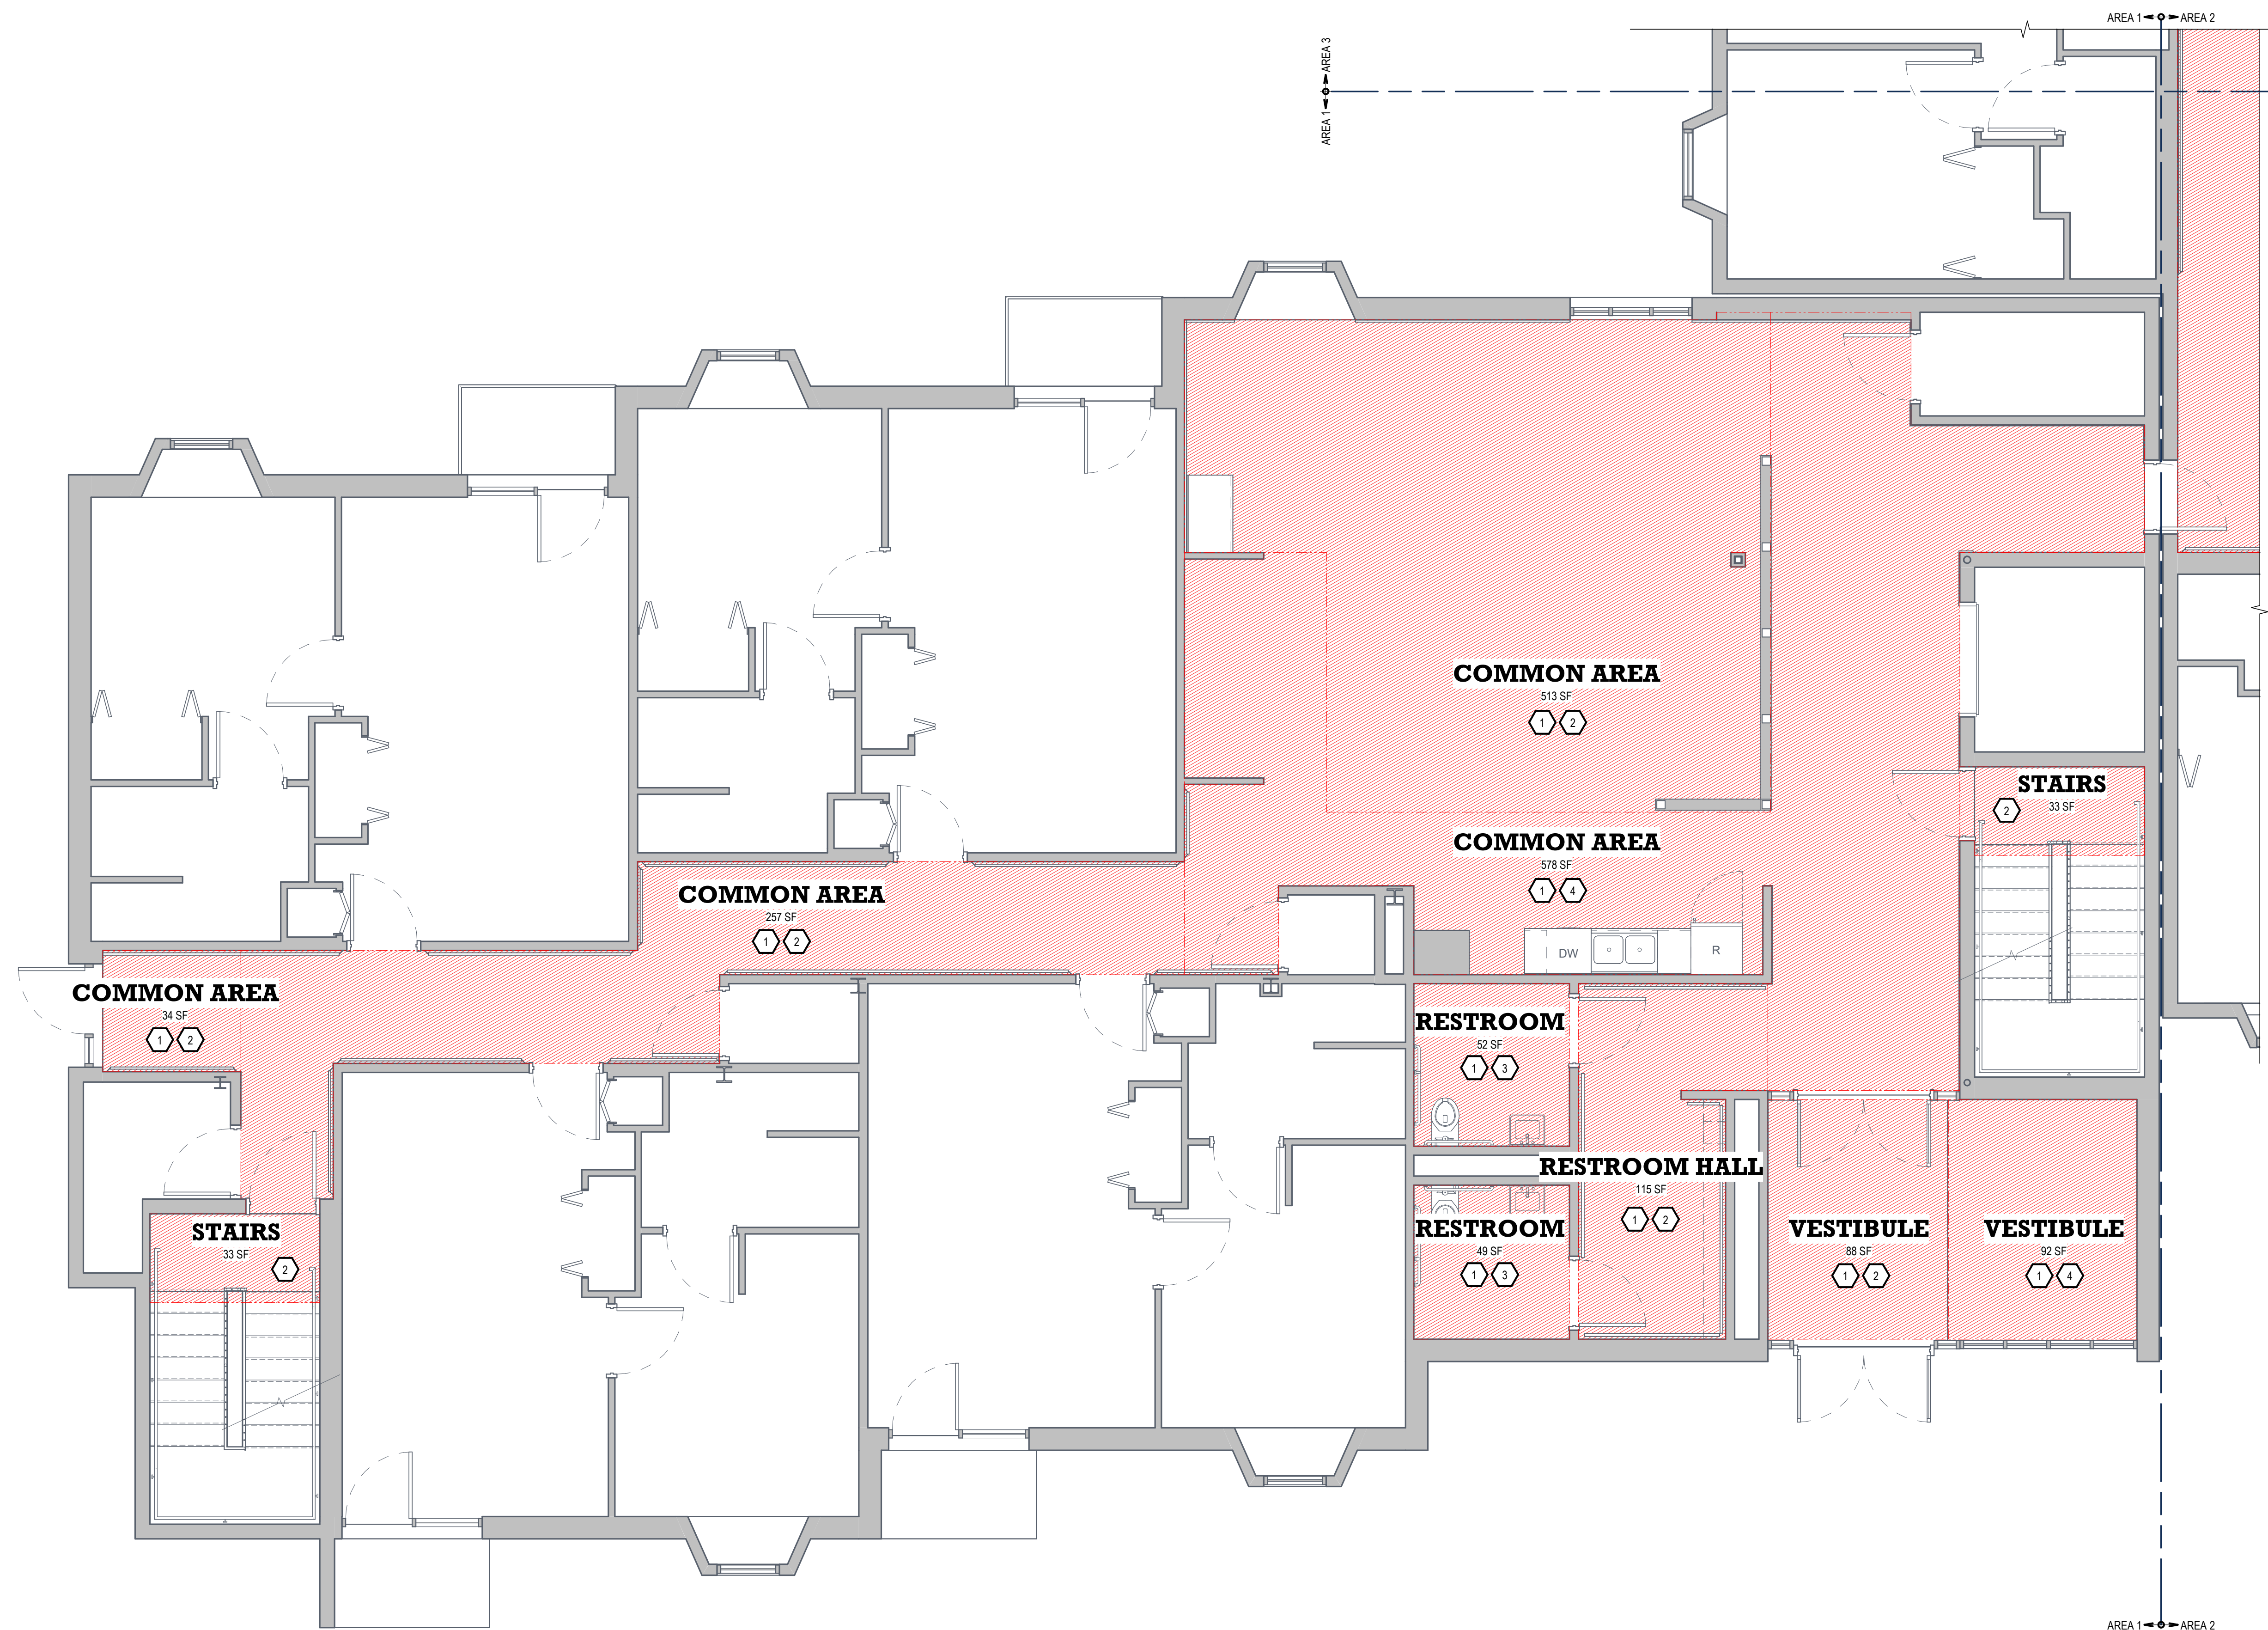 AREA 1 AREA 2
AREA 3
AREA 1
COMMON AREA
513 SF
1 2
STAIRS
33 SF
2
COMMON AREA
578 SF
1 4
COMMON AREA
257 SF
1 2
DW
R
COMMON AREA
34 SF
1 2
RESTROOM
52 SF
1 3
RESTROOM HALL
115 SF
1 2
STAIRS
33 SF
2
RESTROOM
49 SF
1 3
VESTIBULE
88 SF
1 2
VESTIBULE
92 SF
1 4
AREA 1 AREA 2